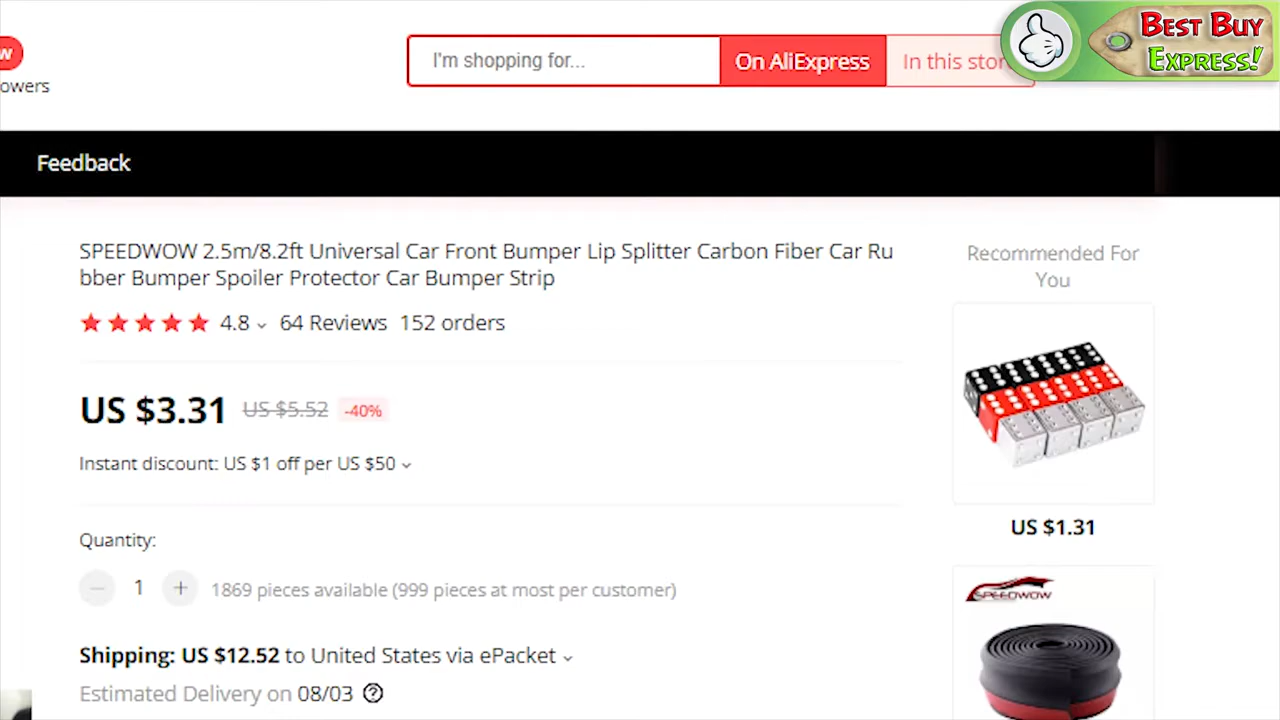 BEST BUY
EXPRESS!
w
owers
I'm shopping for...
On AliExpress
In this stor
Feedback
SPEEDWOW 2.5m/8.2ft Universal Car Front Bumper Lip Splitter Carbon Fiber Car Ru
bber Bumper Spoiler Protector Car Bumper Strip
4.8
64 Reviews
152 orders
US $3.31
US $5.52
-40%
Instant discount: US $1 off per US $50
Quantity:
1
1869 pieces available (999 pieces at most per customer)
Shipping: US $12.52 to United States via ePacket
Estimated Delivery on 08/03
Recommended For
You
US $1.31
SPEEDWOW